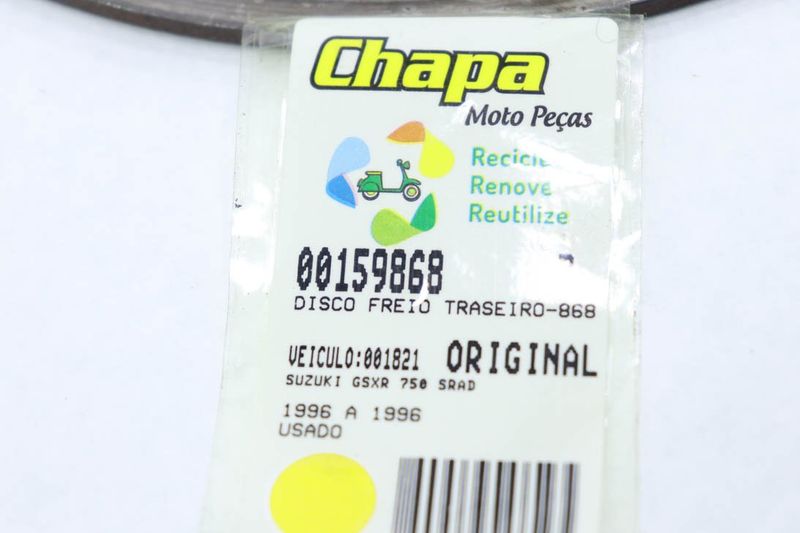 Chapa
Moto Peças
Renove
Reutilize
00159868
DISCO FREIO TRASEIRO-868
VEICULO:001821 ORIGINAL
SUZUKI GSXR 750 SRAD
1996 A 1996
USADO